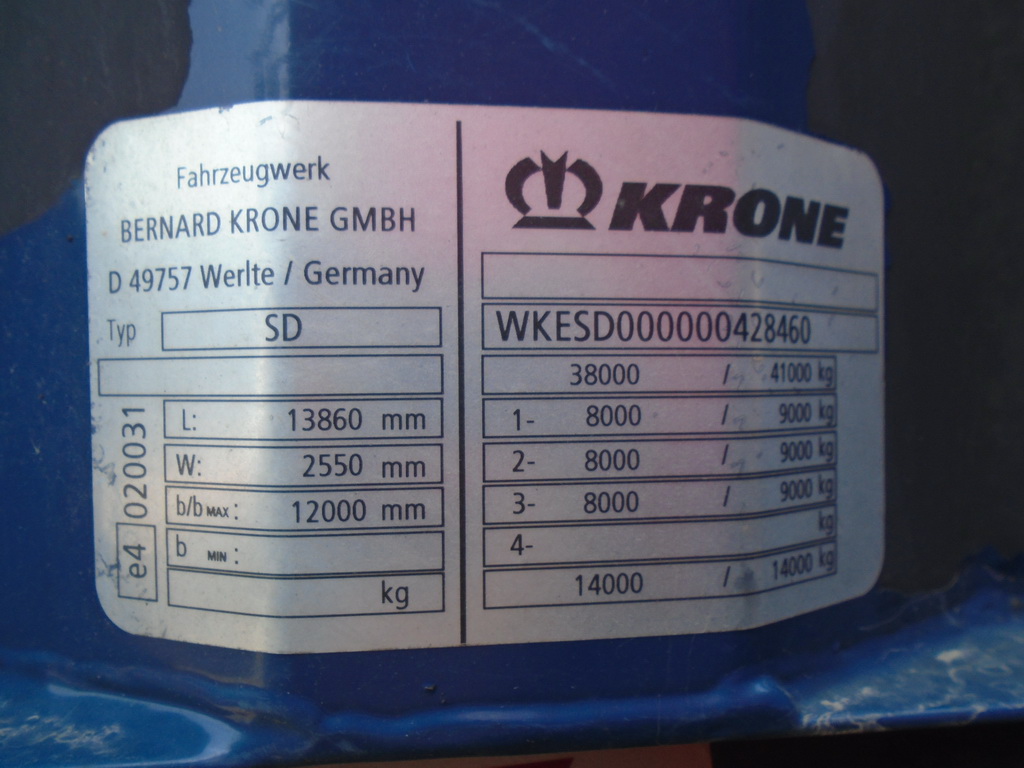 Fahrzeugwerk
BERNARD KRONE GMBH
D 49757 Werlte / Germany
Typ SD
L: 13860 mm
W: 2550 mm
b/b MAX: 12000 mm
b MIN:
kg
e4 020031
KRONE
WKESD000000428460
38000 / 41000 kg
1- 8000 / 9000 kg
2- 8000 / 9000 kg
3- 8000 / 9000 kg
4- kg
14000 / 14000 kg